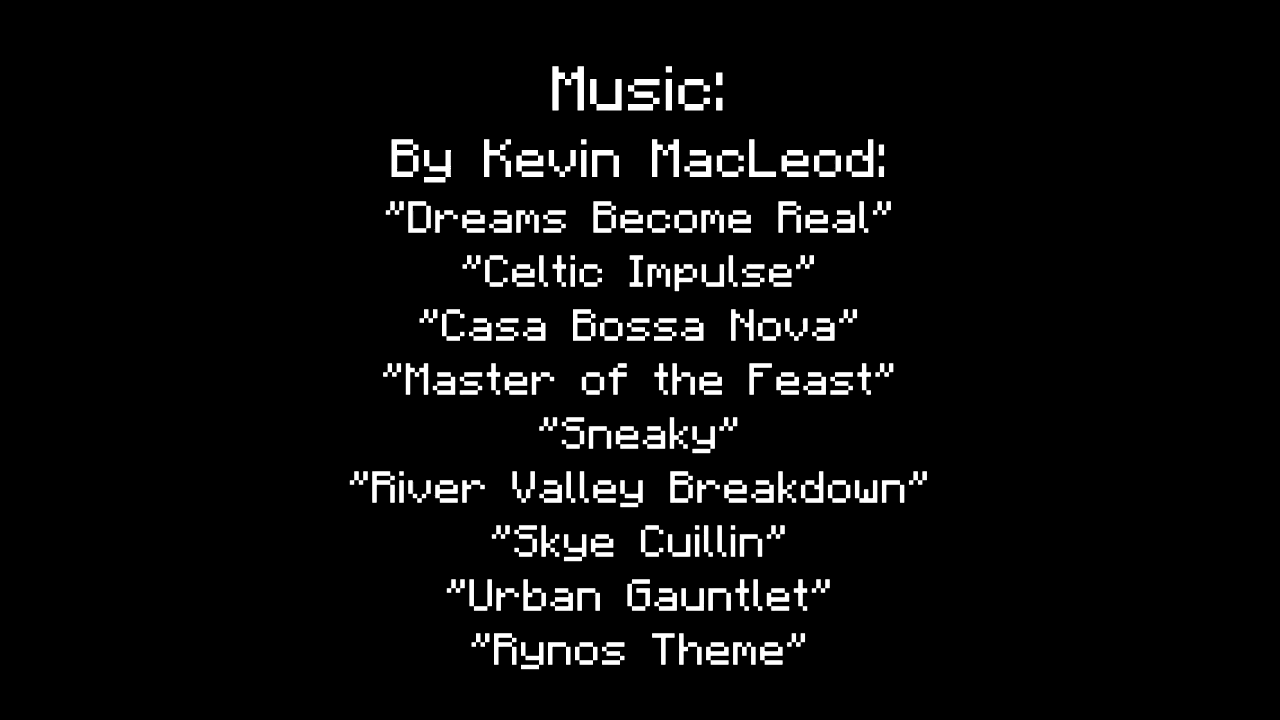 Music:
By Kevin MacLeod:
"Dreams Become Real"
"Celtic Impulse"
"Casa Bossa Nova"
"Master of the Feast"
"Sneaky"
"River Valley Breakdown"
"Skye Cuillin"
"Urban Gauntlet"
"Rynos Theme"